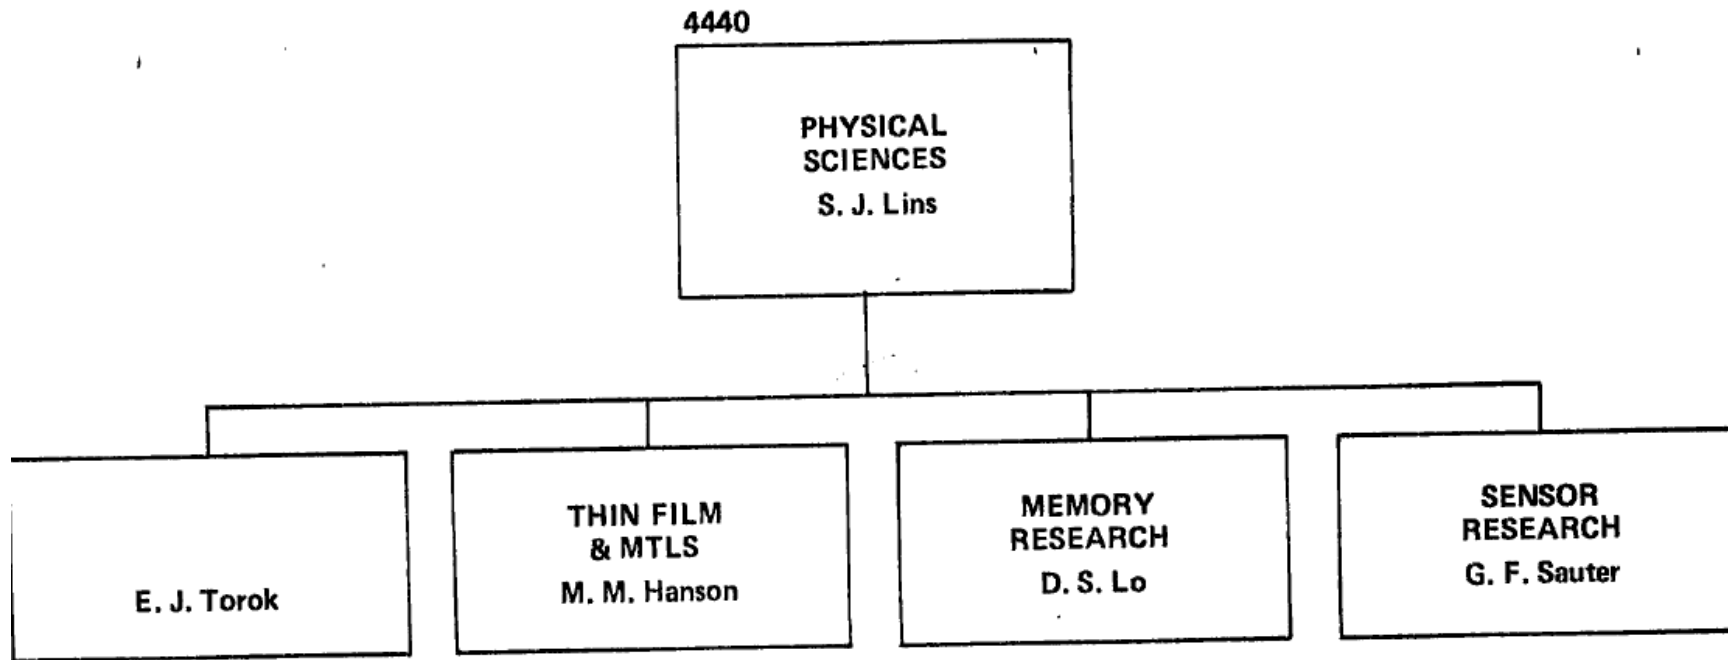 4440
PHYSICAL
SCIENCES
S. J. Lins
E. J. Torok
THIN FILM
& MTLS
M. M. Hanson
MEMORY
RESEARCH
D. S. Lo
SENSOR
RESEARCH
G. F. Sauter